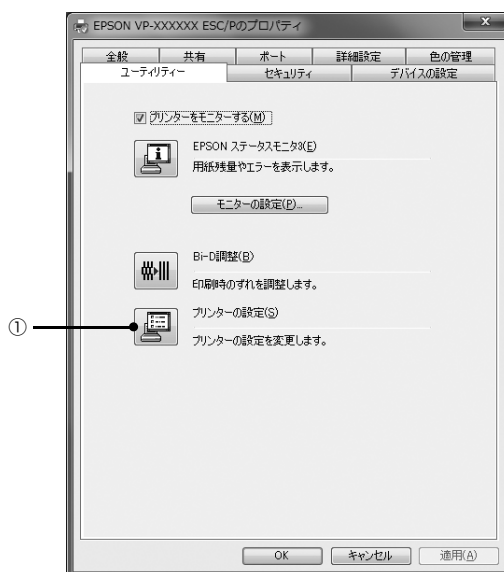 EPSON VP-XXXXXX ESC/Pのプロパティ
全般 共有 ポート 詳細設定 色の管理
ユーティリティー セキュリティ デバイスの設定
プリンターをモニターする(M)
EPSON ステータスモニタ3(E)
用紙残量やエラーを表示します。
モニターの設定(P)...
Bi-D調整(B)
印刷時のずれを調整します。
プリンターの設定(S)
①
プリンターの設定を変更します。
OK キャンセル 適用(A)